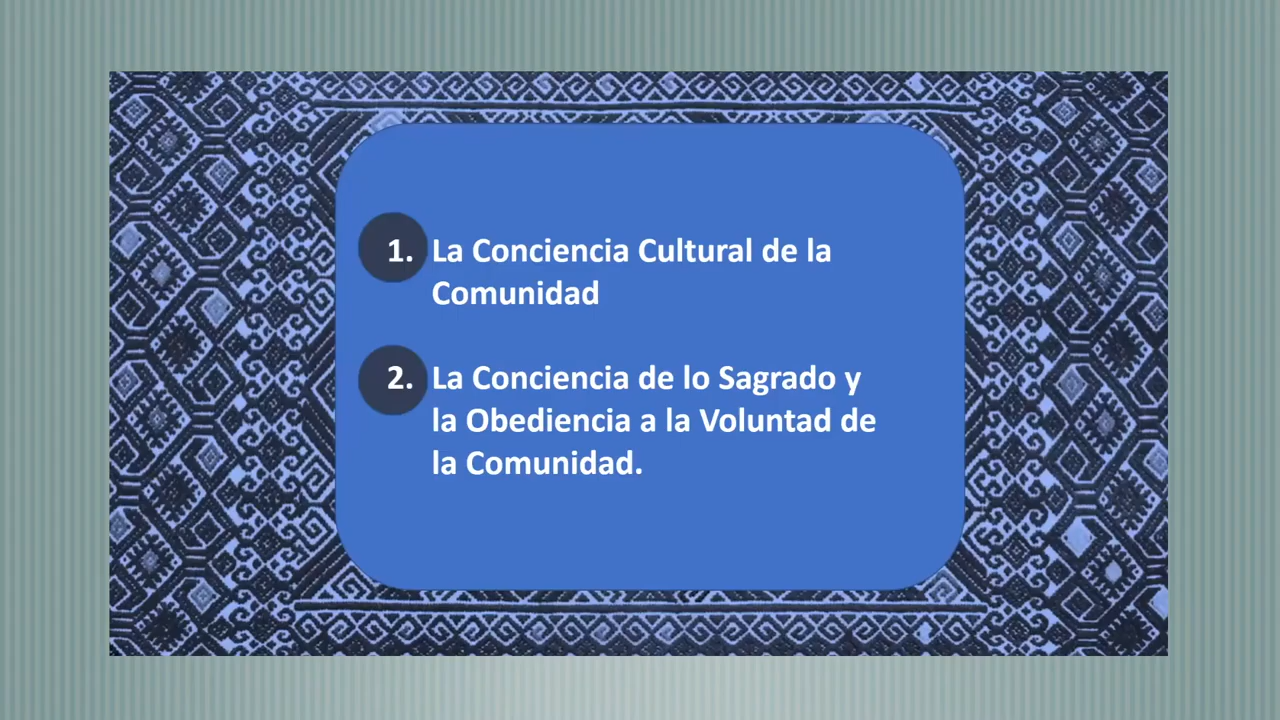 1. La Conciencia Cultural de la
Comunidad
2. La Conciencia de lo Sagrado y
la Obediencia a la Voluntad de
la Comunidad.